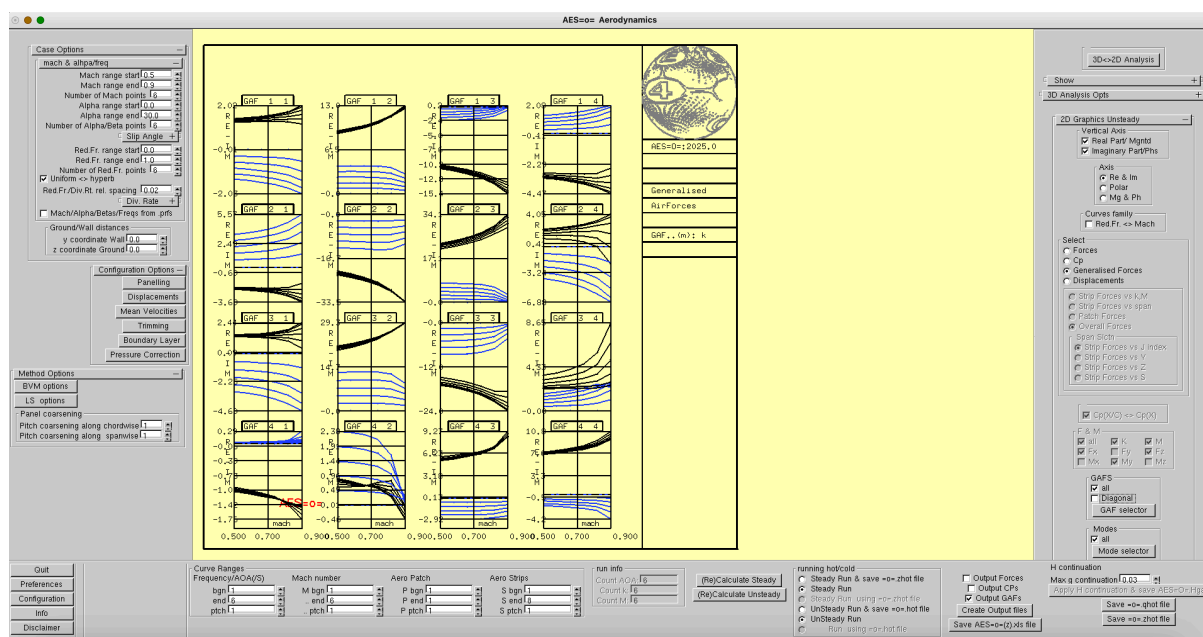 AES=o= Aerodynamics
Case Options
mach & alhpa/freq
Mach range start 0.5
Mach range end 0.9
Number of Mach points 6
Alpha range start 0.0
Alpha range end 30.0
Number of Alpha/Beta points 6
Slip Angle +
Red.Fr. range start 0.0
Red.Fr. range end 1.0
Number of Red.Fr. points 6
Uniform <> hyperb
Red.Fr./Div.Rt. rel. spacing 0.02
Div. Rate +
Mach/Alpha/Betas/Freqs from .prfs
Ground/Wall distances
y coordinate Wall 0.0
z coordinate Ground 0.0
Configuration Options
Panelling
Displacements
Mean Velocities
Trimming
Boundary Layer
Pressure Correction
Method Options
BVM options
LS options
Panel coarsening
Pitch coarsening along chordwise 1
Pitch coarsening along spanwise 1
GAF 1 1
GAF 1 2
GAF 1 3
GAF 1 4
GAF 2 1
GAF 2 2
GAF 2 3
GAF 2 4
GAF 3 1
GAF 3 2
GAF 3 3
GAF 3 4
GAF 4 1
GAF 4 2
GAF 4 3
GAF 4 4
AES=o=
mach mach mach mach
0.500 0.700 0.900 0.500 0.700 0.900
4
AES=O=:2025.0
Generalised
AirForces
GAF..(m): k
3D<>2D Analysis
Show +
3D Analysis Opts +
2D Graphics Unsteady
Vertical Axis
Real Part/ Mgntd
Imaginary Part/Phs
Axis
Re & Im
Polar
Mg & Ph
Curves family
Red.Fr. <> Mach
Select
Forces
Cp
Generalised Forces
Displacements
Strip Forces vs k,M
Strip Forces vs span
Patch Forces
Overall Forces
Span Slctn
Strip Forces vs J Index
Strip Forces vs Y
Strip Forces vs Z
Strip Forces vs S
Cp(X/C) <> Cp(X)
F & M
all K M
Fx Fy Fz
Mx My Mz
GAFS
all
Diagonal
GAF selector
Modes
all
Mode selector
Quit
Preferences
Configuration
Info
Disclaimer
Curve Ranges
Frequency/AOA(/S) Mach number Aero Patch Aero Strips
bgn 1 M bgn 1 P bgn 1 S bgn 1
end 6 .. end 6 P end 1 S end 8
ptch 1 .. ptch 1 P ptch 1 S ptch 1
run info
Count AOA: 6
Count k: 6
Count M: 6
(Re)Calculate Steady
(Re)Calculate Unsteady
running hot/cold
Steady Run & save =o=.zhot file
Steady Run
Steady Run using =o=.zhot file
UnSteady Run & save =o=.hot file
UnSteady Run
Run using =o=.hot file
Output Forces
Output CPs
Output GAFs
Create Output files
Save AES=o=(z).xls file
H continuation
Max g continuation 0.03
Apply H continuation & save AES=O=.Hgs
Save =o=.qhot file
Save =o=.zhot file